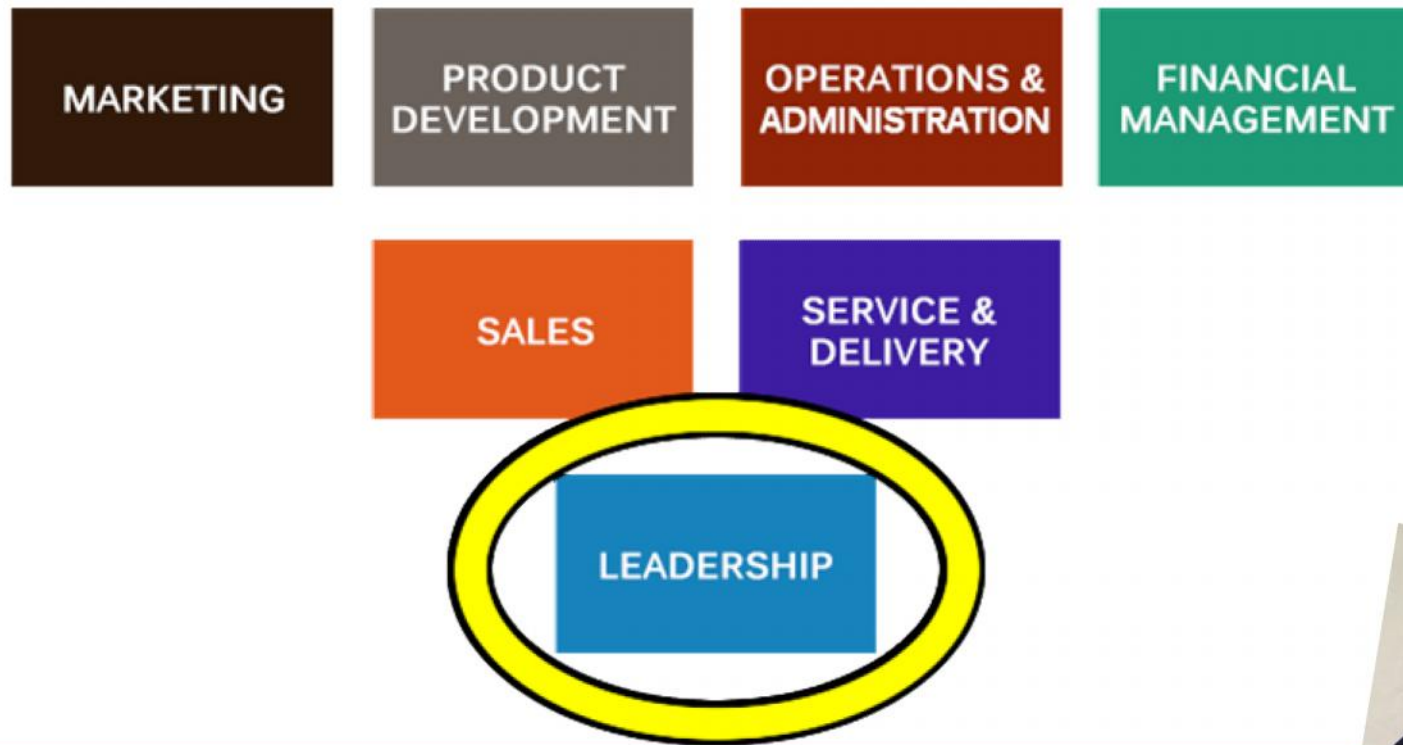 MARKETING
PRODUCT
DEVELOPMENT
OPERATIONS &
ADMINISTRATION
FINANCIAL
MANAGEMENT
SALES
SERVICE &
DELIVERY
LEADERSHIP